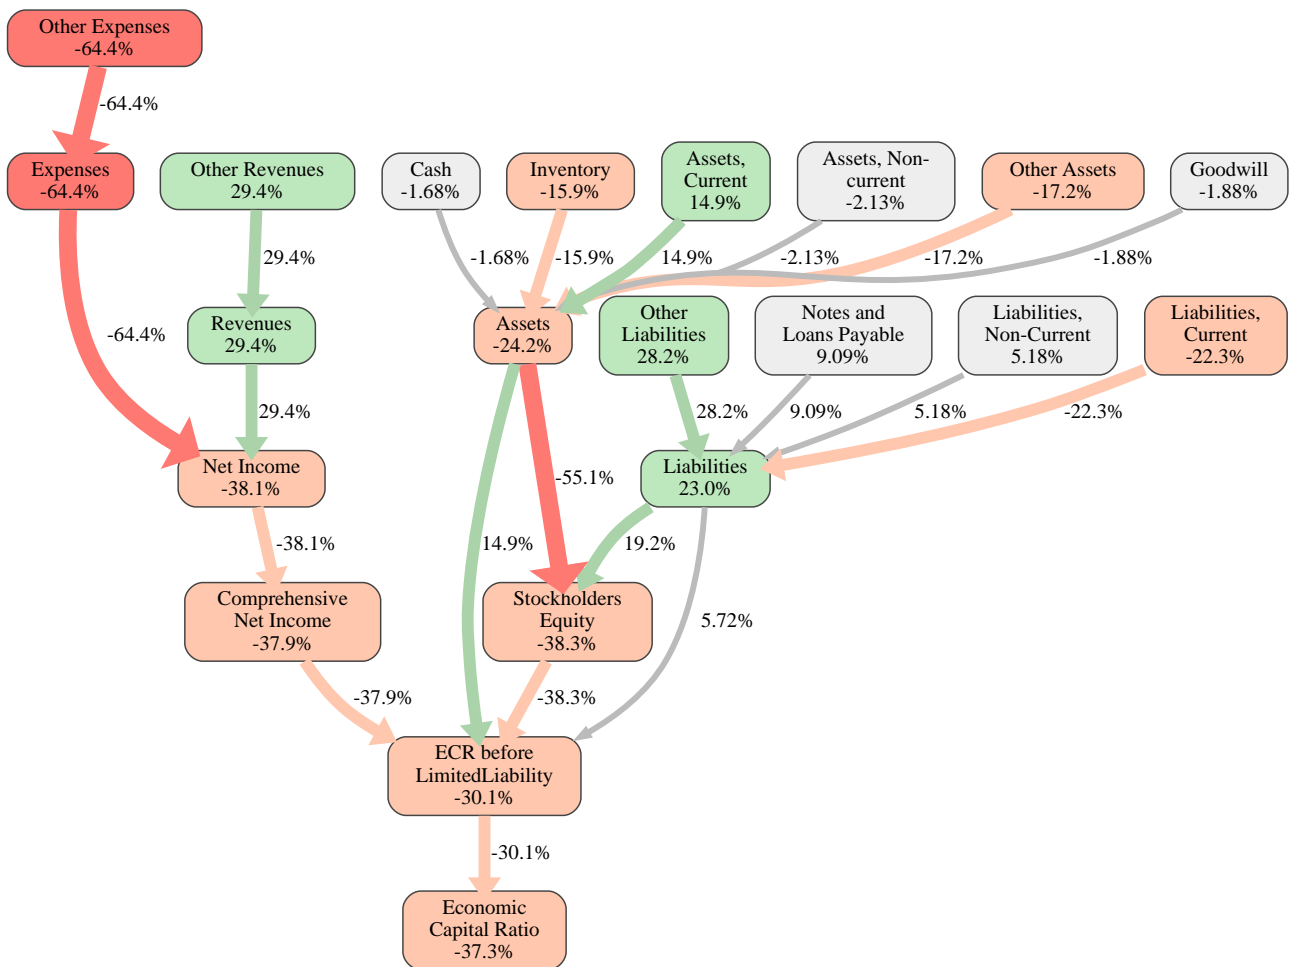 Other Expenses
-64.4%
-64.4%
Expenses
-64.4%
Other Revenues
29.4%
Cash
-1.68%
Inventory
-15.9%
Assets,
Current
14.9%
Assets, Non-
current
-2.13%
Other Assets
-17.2%
Goodwill
-1.88%
29.4%
-1.68%
-15.9%
14.9%
-2.13%
-17.2%
-1.88%
-64.4%
Revenues
29.4%
Assets
-24.2%
Other
Liabilities
28.2%
Notes and
Loans Payable
9.09%
Liabilities,
Non-Current
5.18%
Liabilities,
Current
-22.3%
29.4%
28.2%
9.09%
5.18%
-22.3%
Net Income
-38.1%
-55.1%
Liabilities
23.0%
-38.1%
14.9%
19.2%
Comprehensive
Net Income
-37.9%
Stockholders
Equity
-38.3%
5.72%
-37.9%
-38.3%
ECR before
LimitedLiability
-30.1%
-30.1%
Economic
Capital Ratio
-37.3%